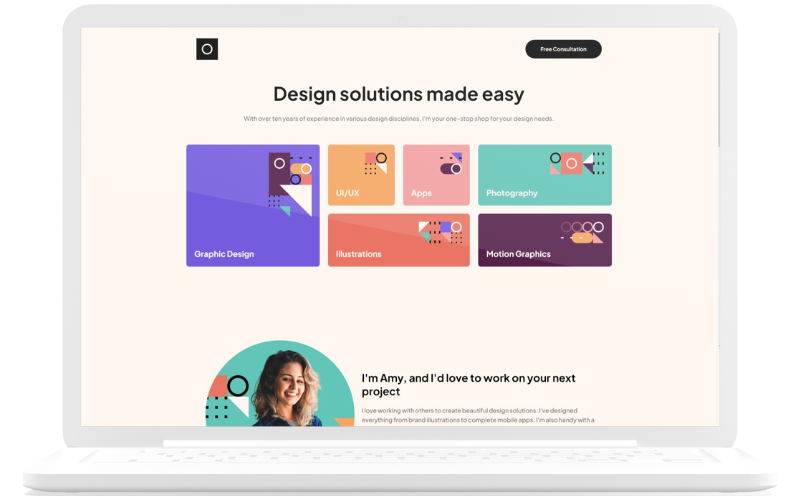 Free Consultation
Design solutions made easy
With over ten years of experience in various design disciplines, I'm your one-stop shop for your design needs.
Graphic Design
UI/UX
Apps
Photography
Illustrations
Motion Graphics
I'm Amy, and I'd love to work on your next
project
I love working with others to create beautiful design solutions. I've designed
everything from brand illustrations to complete mobile apps. I'm also handy with a